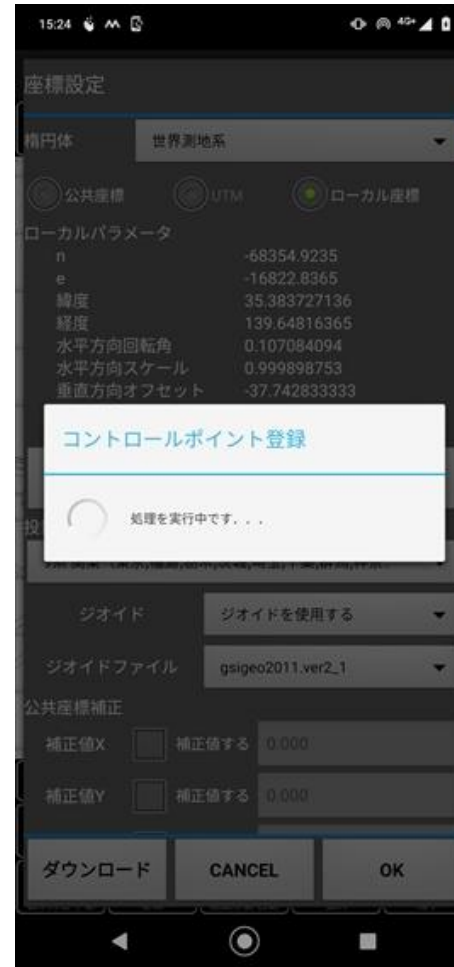 15:24
4G+
座標設定
楕円体 世界測地系
公共座標 UTM ローカル座標
ローカルパラメータ
n -68354.9235
e -16822.8365
緯度 35.383727136
経度 139.64816365
水平方向回転角 0.107084094
水平方向スケール 0.999898753
垂直方向オフセット -37.742833333
コントロールポイント登録
処理を実行中です...
ジオイド ジオイドを使用する
ジオイドファイル gsigeo2011.ver2_1
公共座標補正
補正値X 補正値する 0.000
補正値Y 補正値する 0.000
ダウンロード CANCEL OK